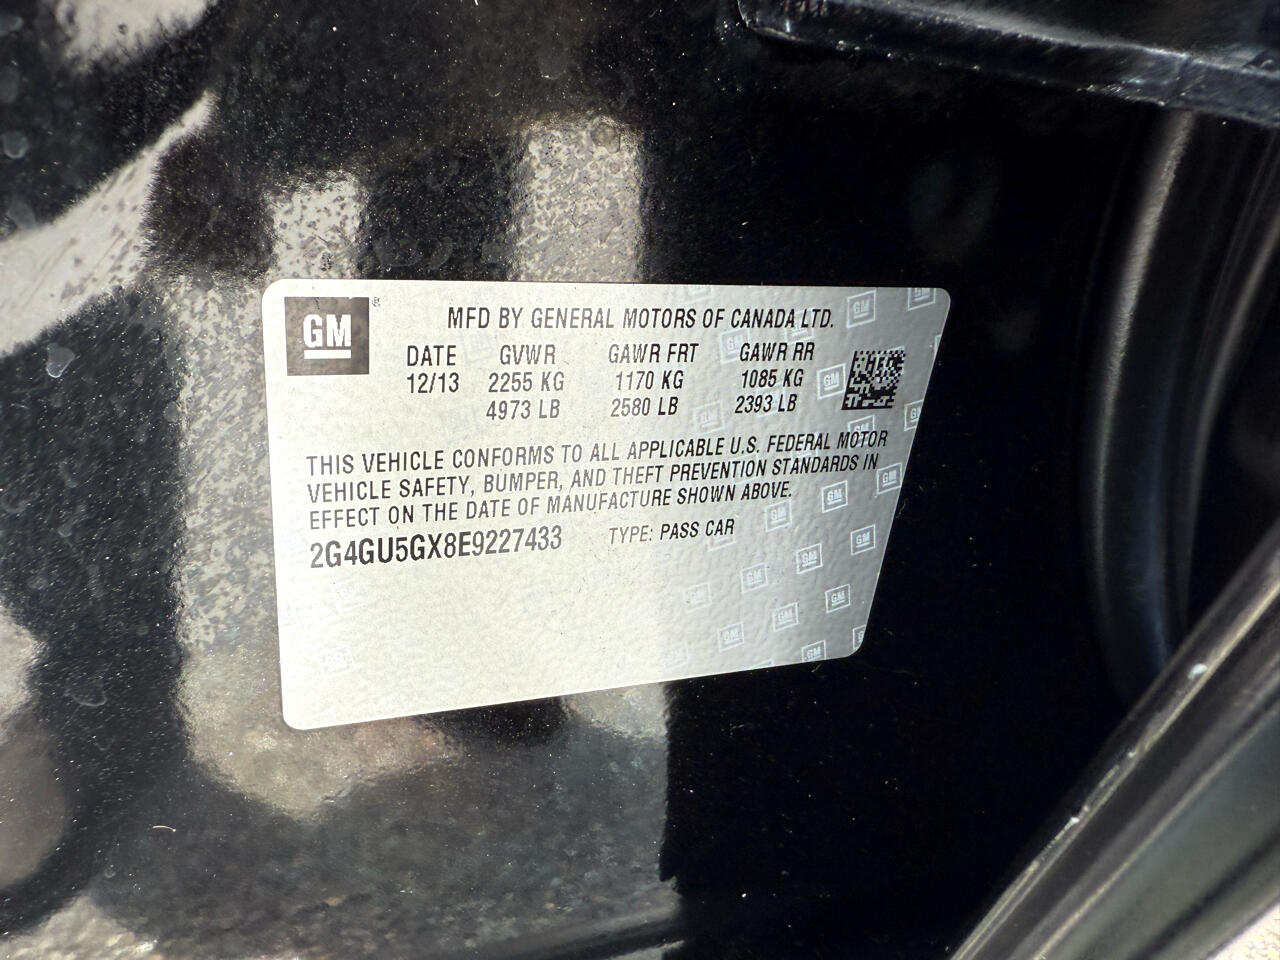 GM®
MFD BY GENERAL MOTORS OF CANADA LTD.
DATE GVWR GAWR FRT GAWR RR
12/13 2255 KG 1170 KG 1085 KG
4973 LB 2580 LB 2393 LB
THIS VEHICLE CONFORMS TO ALL APPLICABLE U.S. FEDERAL MOTOR
VEHICLE SAFETY, BUMPER, AND THEFT PREVENTION STANDARDS IN
EFFECT ON THE DATE OF MANUFACTURE SHOWN ABOVE.
2G4GU5GX8E9227433 TYPE: PASS CAR